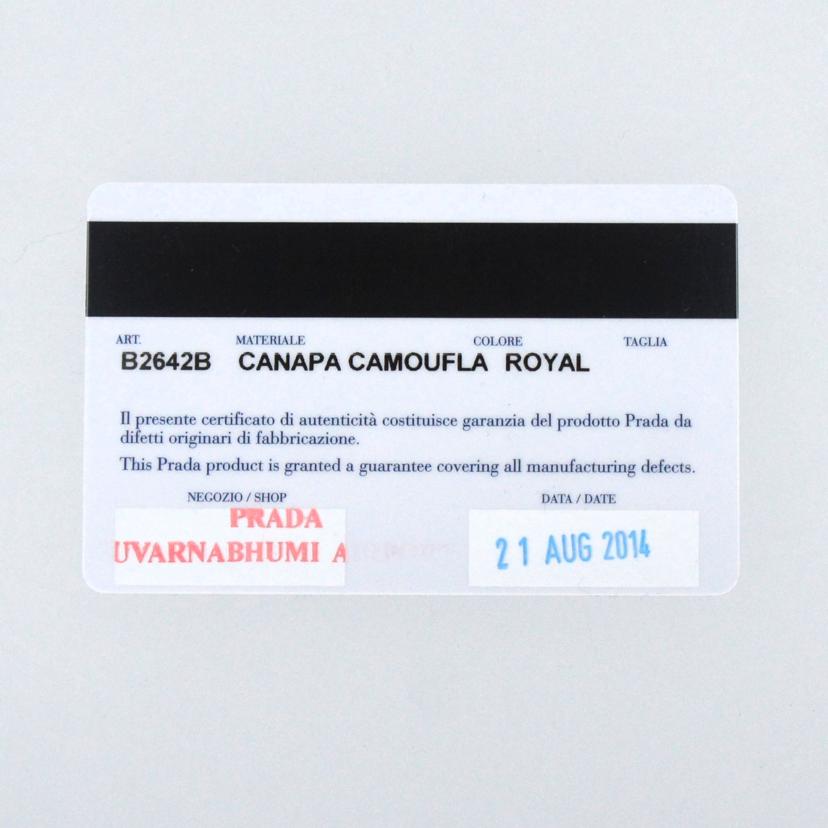 ART. MATERIALE COLORE TAGLIA
B2642B CANAPA CAMOUFLA ROYAL
Il presente certificato di autenticità costituisce garanzia del prodotto Prada da
difetti originari di fabbricazione.
This Prada product is granted a guarantee covering all manufacturing defects.
NEGOZIO / SHOP DATA / DATE
PRADA
UVARNABHUMI A
21 AUG 2014